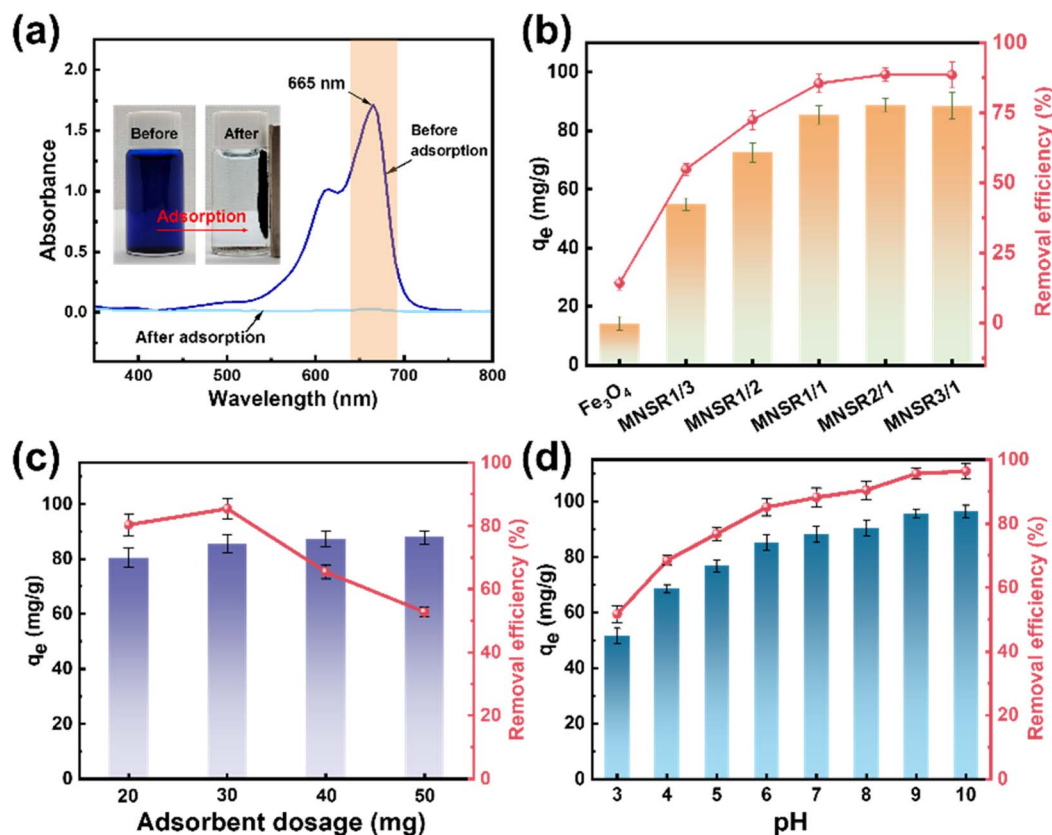 (a)
2.0
1.5
1.0
0.5
0.0
Absorbance
400
500
600
700
800
Wavelength (nm)
665 nm
Before
adsorption
After adsorption
Before
After
Adsorption
(b)
100
80
60
40
20
0
qe (mg/g)
100
75
50
25
0
Removal efficiency (%)
Fe3O4
MNSR1/3
MNSR1/2
MNSR1/1
MNSR2/1
MNSR3/1
(c)
100
80
60
40
20
0
qe (mg/g)
100
80
60
40
20
0
Removal efficiency (%)
20
30
40
50
Adsorbent dosage (mg)
(d)
100
80
60
40
20
0
qe (mg/g)
100
80
60
40
20
0
Removal efficiency (%)
3
4
5
6
7
8
9
10
pH